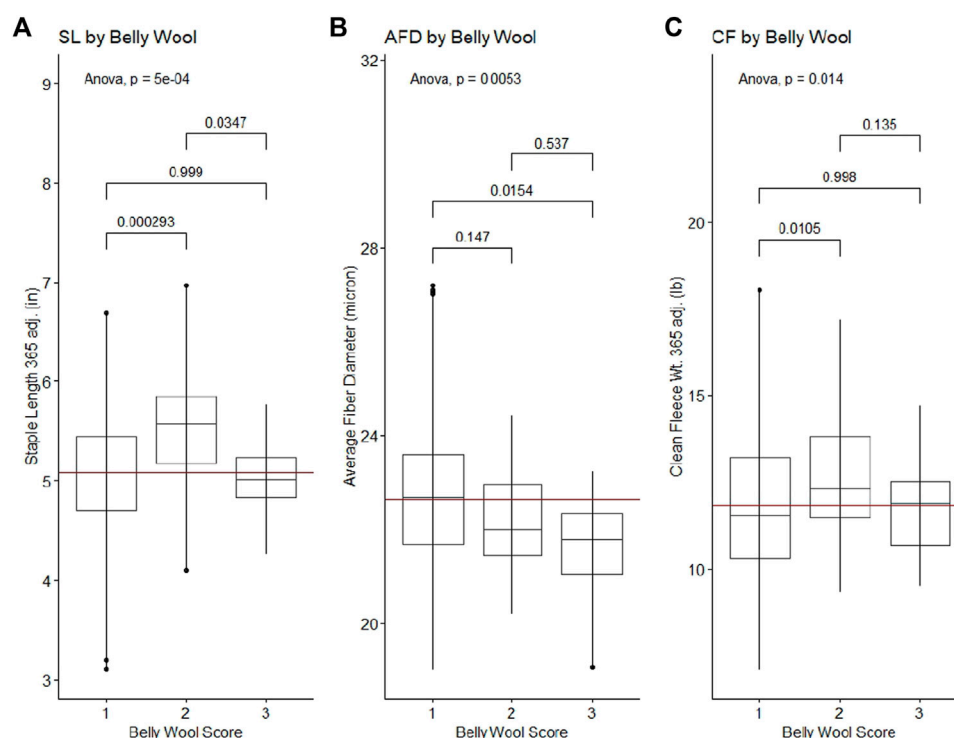 A SL by Belly Wool
Anova, p = 5e-04
0.0347
0.999
0.000293
9
8
7
6
5
4
3
Staple Length 365 adj. (in)
1 2 3
Belly Wool Score
B AFD by Belly Wool
Anova, p = 0.0053
0.537
0.0154
0.147
32
28
24
20
Average Fiber Diameter (micron)
1 2 3
Belly Wool Score
C CF by Belly Wool
Anova, p = 0.014
0.135
0.998
0.0105
20
15
10
Clean Fleece Wt. 365 adj. (lb)
1 2 3
Belly Wool Score